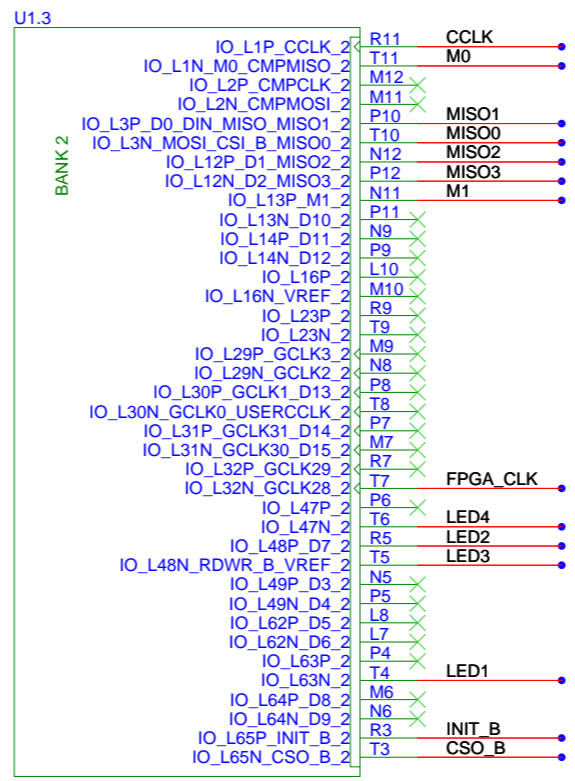 U1.3
BANK 2
IO_L1P_CCLK_2 R11 CCLK
IO_L1N_M0_CMPMISO_2 T11 M0
IO_L2P_CMPCLK_2 M12
IO_L2N_CMPMOSI_2 M11
IO_L3P_D0_DIN_MISO_MISO1_2 P10 MISO1
IO_L3N_MOSI_CSI_B_MISO0_2 T10 MISO0
IO_L12P_D1_MISO2_2 N12 MISO2
IO_L12N_D2_MISO3_2 P12 MISO3
IO_L13P_M1_2 N11 M1
IO_L13N_D10_2 P11
IO_L14P_D11_2 N9
IO_L14N_D12_2 P9
IO_L16P_2 L10
IO_L16N_VREF_2 M10
IO_L23P_2 R9
IO_L23N_2 T9
IO_L29P_GCLK3_2 M9
IO_L29N_GCLK2_2 N8
IO_L30P_GCLK1_D13_2 P8
IO_L30N_GCLK0_USERCCLK_2 T8
IO_L31P_GCLK31_D14_2 P7
IO_L31N_GCLK30_D15_2 M7
IO_L32P_GCLK29_2 R7
IO_L32N_GCLK28_2 T7 FPGA_CLK
IO_L47P_2 P6
IO_L47N_2 T6 LED4
IO_L48P_D7_2 R5 LED2
IO_L48N_RDWR_B_VREF_2 T5 LED3
IO_L49P_D3_2 N5
IO_L49N_D4_2 P5
IO_L62P_D5_2 L8
IO_L62N_D6_2 L7
IO_L63P_2 P4
IO_L63N_2 T4 LED1
IO_L64P_D8_2 M6
IO_L64N_D9_2 N6
IO_L65P_INIT_B_2 R3 INIT_B
IO_L65N_CSO_B_2 T3 CSO_B